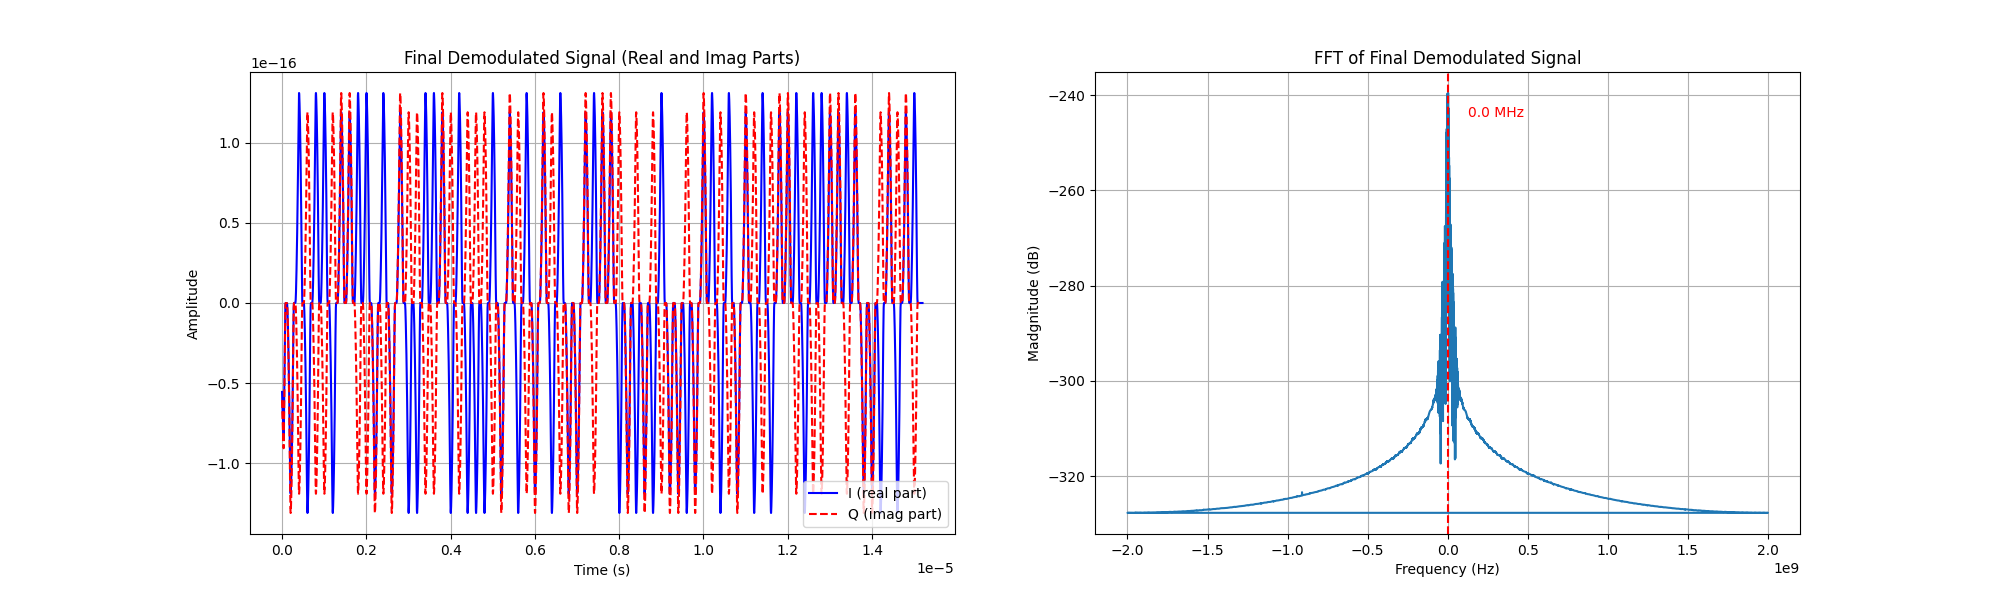 Final Demodulated Signal (Real and Imag Parts)
1e−16
1.0
0.5
0.0
−0.5
−1.0
Amplitude
I (real part)
Q (imag part)
0.0 0.2 0.4 0.6 0.8 1.0 1.2 1.4
1e−5
Time (s)
FFT of Final Demodulated Signal
−240
−260
−280
−300
−320
Madgnitude (dB)
0.0 MHz
−2.0 −1.5 −1.0 −0.5 0.0 0.5 1.0 1.5 2.0
1e9
Frequency (Hz)